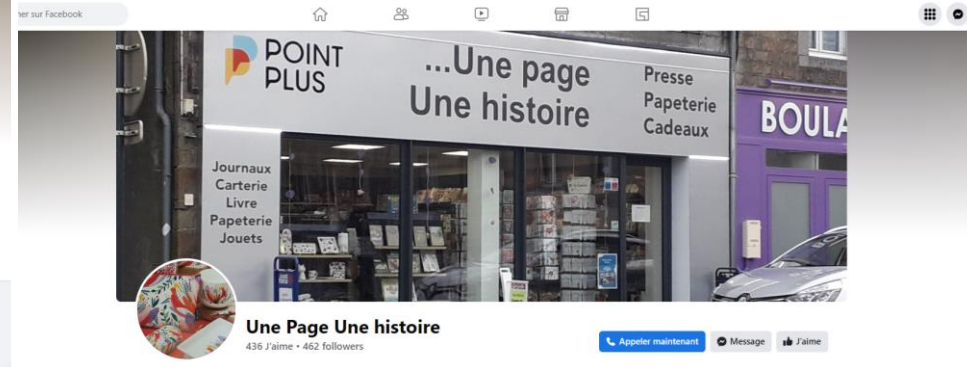 her sur Facebook
POINT
PLUS
...Une page
Une histoire
Presse
Papeterie
Cadeaux
BOULA
Journaux
Carterie
Livre
Papeterie
Jouets
Une Page Une histoire
436 J’aime • 462 followers
Appeler maintenant
Message
J’aime